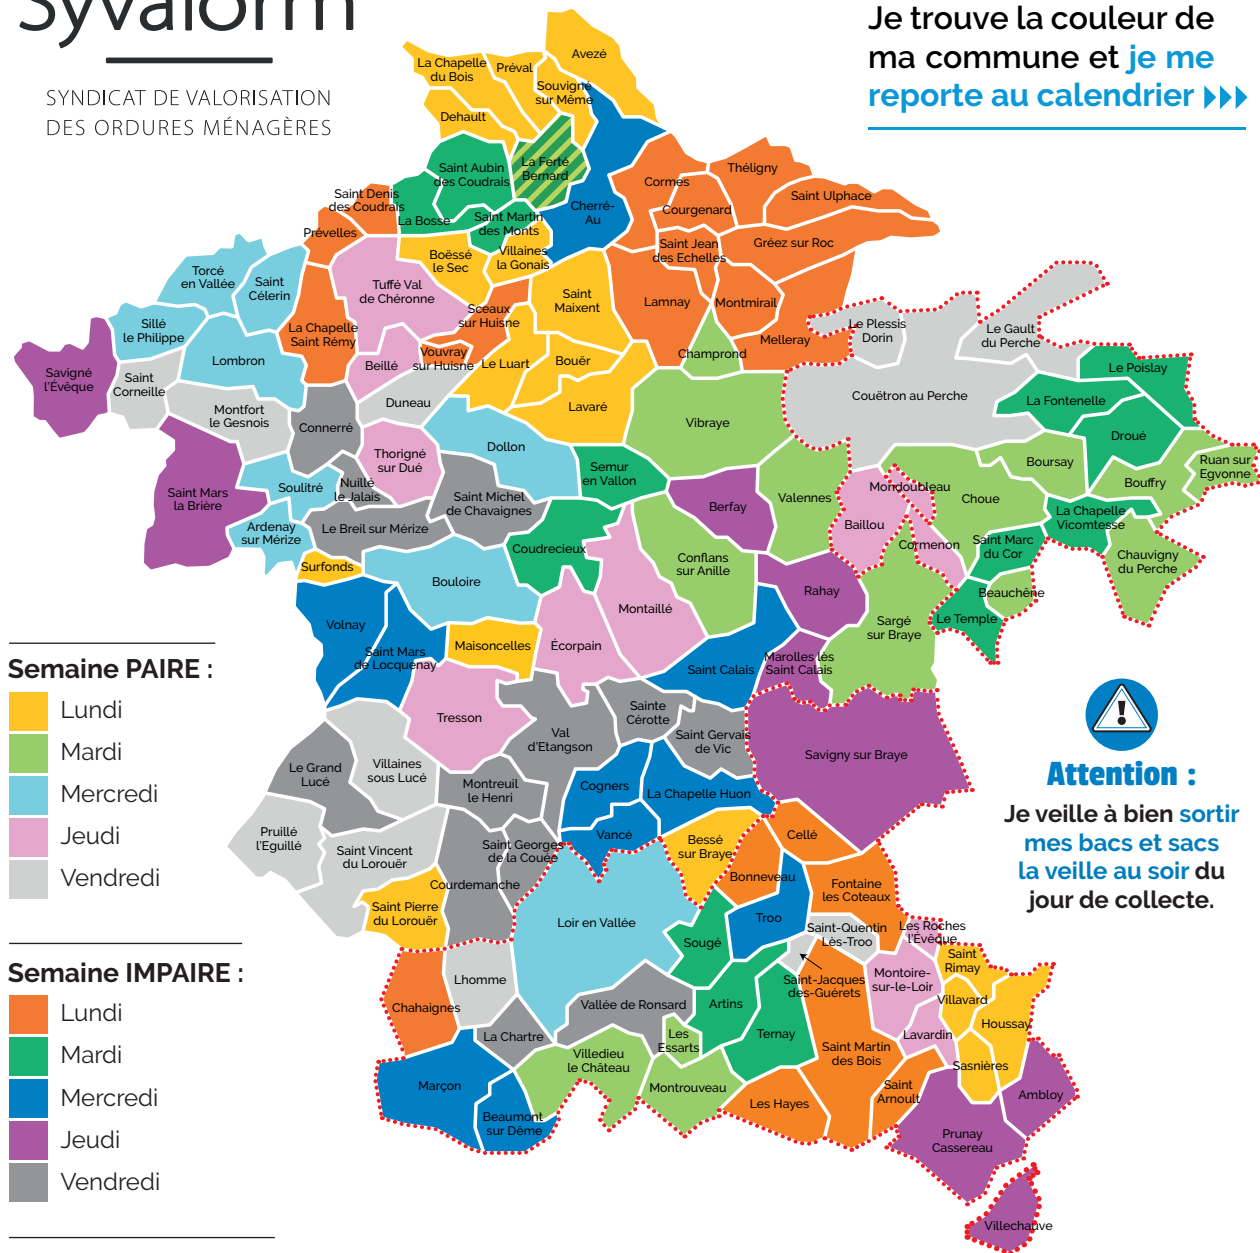 Syvalorm
SYNDICAT DE VALORISATION
DES ORDURES MÉNAGÈRES
Je trouve la couleur de
ma commune et je me
reporte au calendrier
Avezé
La Chapelle
du Bois
Préval
Souvigné
sur Même
Dehault
La Ferté
Bernard
Saint Aubin
des Coudrais
Saint Denis
des Coudrais
La Bosse
Saint Martin
des Monts
Cherré-
Au
Cormes
Théligny
Courgenard
Saint Ulphace
Prévelles
Boëssé
le Sec
Villaines
la Gonais
Saint Jean
des Echelles
Gréez sur Roc
Torcé
en Vallée
Saint
Célerin
Tuffé Val
de Chéronne
Sceaux
sur Huisne
Saint
Maixent
Lamnay
Montmirail
Sillé
le Philippe
La Chapelle
Saint Rémy
Melleray
Le Plessis
Dorin
Le Gault
du Perche
Savigné
l'Évêque
Saint
Corneille
Lombron
Beillé
Vouvray
sur Huisne
Le Luart
Bouër
Champrond
Le Poislay
Montfort
le Gesnois
Connerré
Duneau
Lavaré
Vibraye
Couëtron au Perche
La Fontenelle
Droué
Thorigné
sur Dué
Dollon
Semur
en Vallon
Boursay
Ruan sur
Egvonne
Bouffry
Saint Mars
la Brière
Soulitré
Nuillé
le Jalais
Saint Michel
de Chavaignes
Berfay
Valennes
Mondoubleau
Choue
La Chapelle
Vicomtesse
Ardenay
sur Mérize
Le Breil sur Mérize
Baillou
Cormenon
Saint Marc
du Cor
Chauvigny
du Perche
Surfonds
Bouloire
Coudrecieux
Conflans
sur Anille
Rahay
Beauchêne
Montaillé
Sargé
sur Braye
Le Temple
Volnay
Saint Mars
de Locquenay
Maisoncelles
Écorpain
Saint Calais
Marolles lès
Saint Calais
Semaine PAIRE :
Lundi
Mardi
Mercredi
Jeudi
Vendredi
Tresson
Sainte
Cérotte
Val
d'Etangson
Saint Gervais
de Vic
Savigny sur Braye
Attention :
Je veille à bien sortir
mes bacs et sacs
la veille au soir du
jour de collecte.
Le Grand
Lucé
Villaines
sous Lucé
Montreuil
le Henri
Cogners
La Chapelle Huon
Pruillé
l'Eguillé
Saint Vincent
du Lorouër
Saint Georges
de la Couée
Vancé
Bessé
sur Braye
Cellé
Courdemanche
Bonneveau
Fontaine
les Coteaux
Saint Pierre
du Lorouër
Loir en Vallée
Troo
Saint-Quentin
Lès-Troo
Les Roches
l'Évêque
Sougé
Saint
Rimay
Semaine IMPAIRE :
Lundi
Mardi
Mercredi
Jeudi
Vendredi
Lhomme
Saint-Jacques
des-Guérets
Montoire-
sur-le-Loir
Villavard
Chahaignes
Vallée de Ronsard
Artins
Houssay
La Chartre
Les
Essarts
Ternay
Lavardin
Saint Martin
des Bois
Sasnières
Villedieu
le Château
Marçon
Montrouveau
Saint
Arnoult
Ambloy
Les Hayes
Beaumont
sur Dême
Prunay
Cassereau
Villechauve